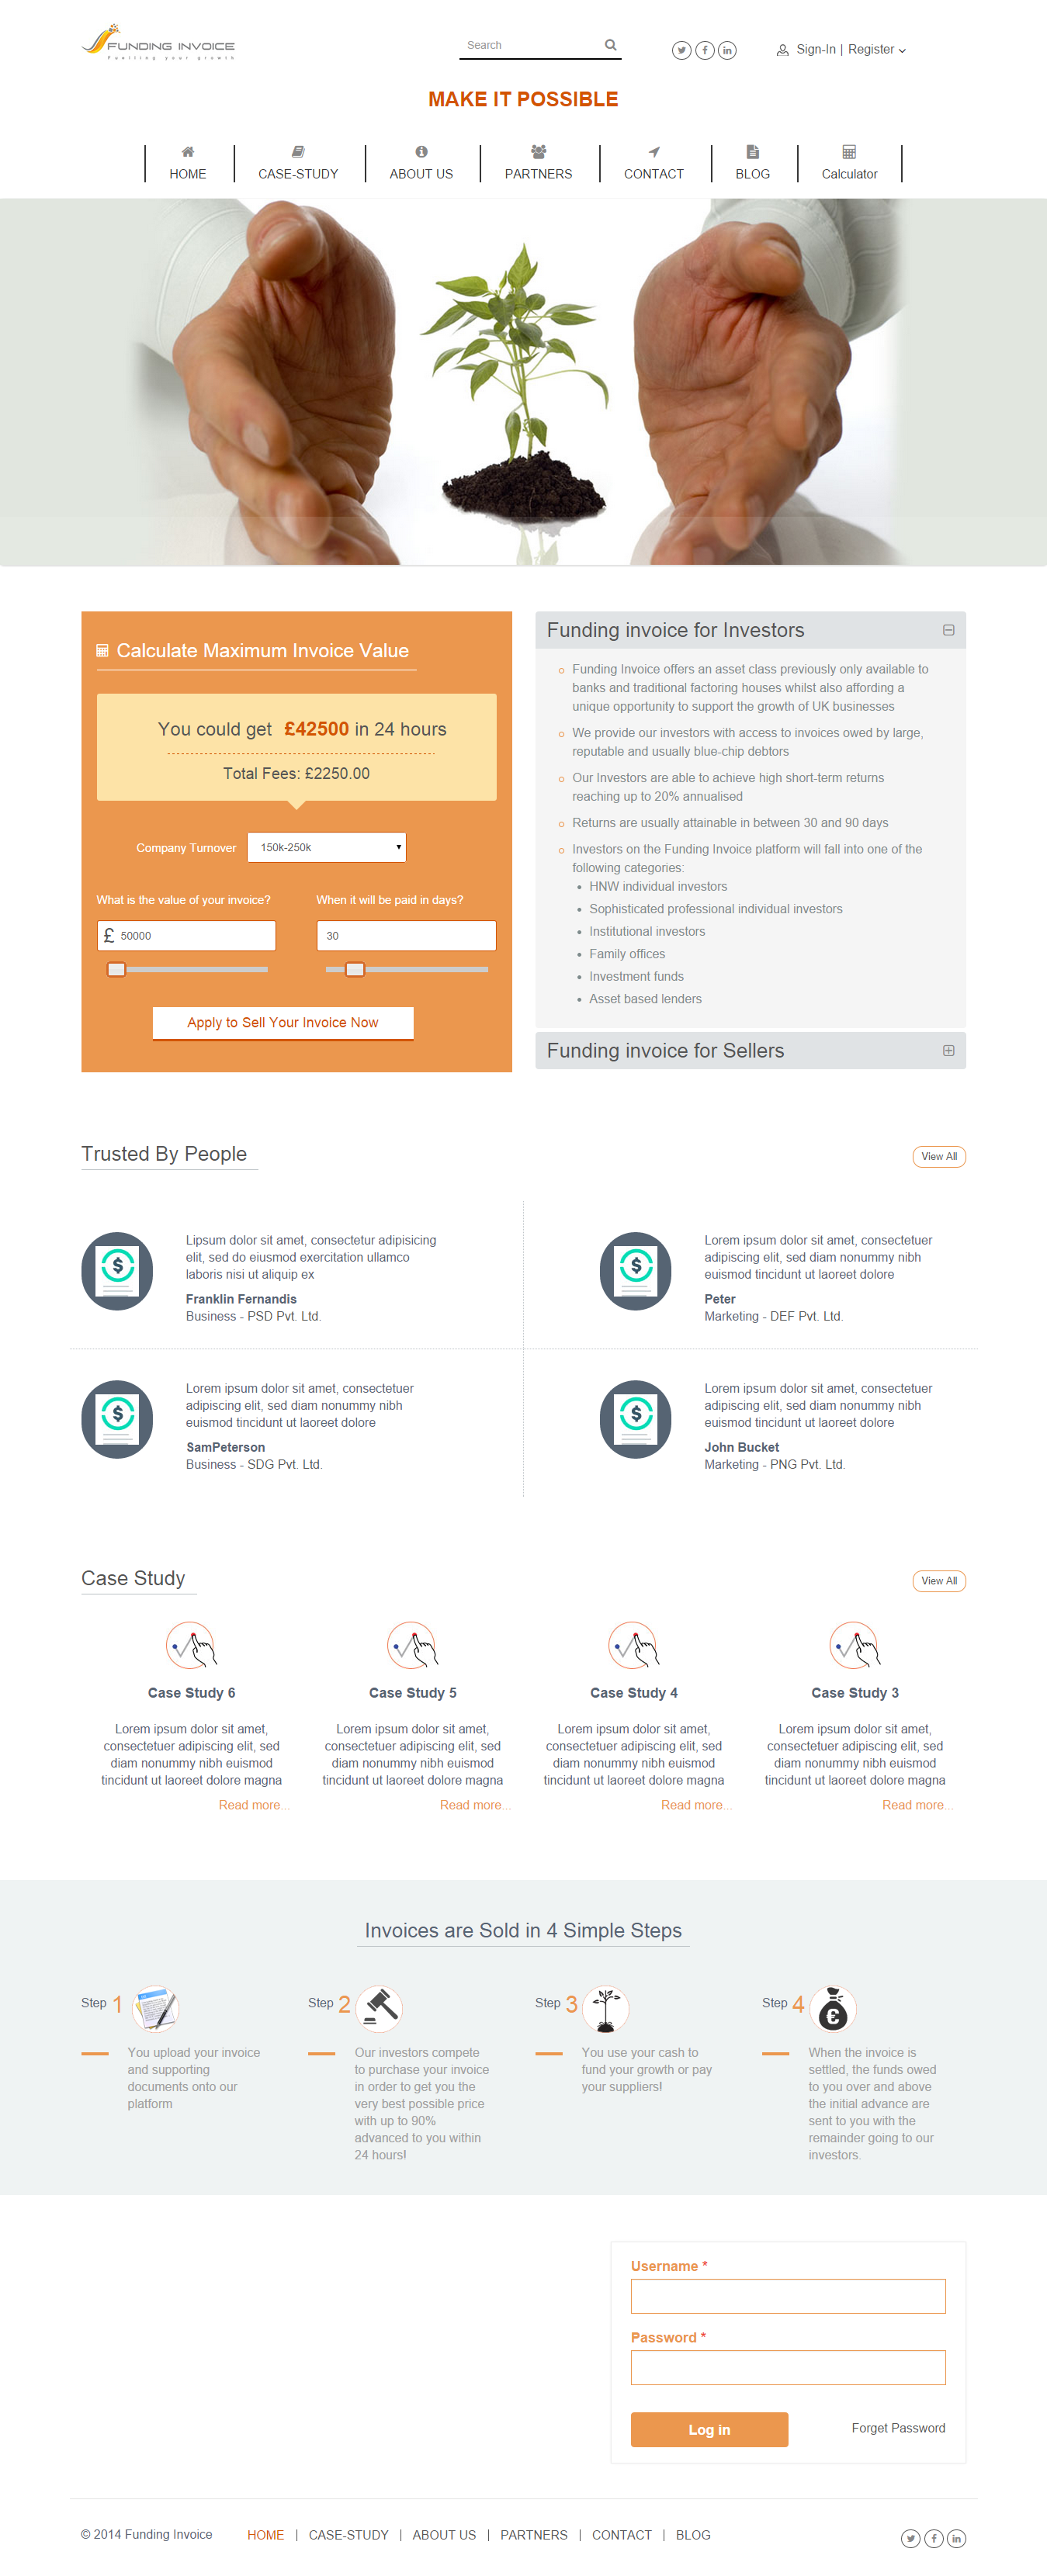 FUNDING INVOICE
Fuelling your growth
Search
Sign-In | Register
MAKE IT POSSIBLE
HOME
CASE-STUDY
ABOUT US
PARTNERS
CONTACT
BLOG
Calculator
Calculate Maximum Invoice Value
You could get £42500 in 24 hours
Total Fees: £2250.00
Company Turnover
150k-250k
What is the value of your invoice?
£ 50000
When it will be paid in days?
30
Apply to Sell Your Invoice Now
Funding invoice for Investors
Funding Invoice offers an asset class previously only available to
banks and traditional factoring houses whilst also affording a
unique opportunity to support the growth of UK businesses
We provide our investors with access to invoices owed by large,
reputable and usually blue-chip debtors
Our Investors are able to achieve high short-term returns
reaching up to 20% annualised
Returns are usually attainable in between 30 and 90 days
Investors on the Funding Invoice platform will fall into one of the
following categories:
HNW individual investors
Sophisticated professional individual investors
Institutional investors
Family offices
Investment funds
Asset based lenders
Funding invoice for Sellers
Trusted By People
View All
Lipsum dolor sit amet, consectetur adipisicing
elit, sed do eiusmod exercitation ullamco
laboris nisi ut aliquip ex
Franklin Fernandis
Business - PSD Pvt. Ltd.
Lorem ipsum dolor sit amet, consectetuer
adipiscing elit, sed diam nonummy nibh
euismod tincidunt ut laoreet dolore
Peter
Marketing - DEF Pvt. Ltd.
Lorem ipsum dolor sit amet, consectetuer
adipiscing elit, sed diam nonummy nibh
euismod tincidunt ut laoreet dolore
SamPeterson
Business - SDG Pvt. Ltd.
Lorem ipsum dolor sit amet, consectetuer
adipiscing elit, sed diam nonummy nibh
euismod tincidunt ut laoreet dolore
John Bucket
Marketing - PNG Pvt. Ltd.
Case Study
View All
Case Study 6
Lorem ipsum dolor sit amet,
consectetuer adipiscing elit, sed
diam nonummy nibh euismod
tincidunt ut laoreet dolore magna
Read more...
Case Study 5
Lorem ipsum dolor sit amet,
consectetuer adipiscing elit, sed
diam nonummy nibh euismod
tincidunt ut laoreet dolore magna
Read more...
Case Study 4
Lorem ipsum dolor sit amet,
consectetuer adipiscing elit, sed
diam nonummy nibh euismod
tincidunt ut laoreet dolore magna
Read more...
Case Study 3
Lorem ipsum dolor sit amet,
consectetuer adipiscing elit, sed
diam nonummy nibh euismod
tincidunt ut laoreet dolore magna
Read more...
Invoices are Sold in 4 Simple Steps
Step 1
You upload your invoice
and supporting
documents onto our
platform
Step 2
Our investors compete
to purchase your invoice
in order to get you the
very best possible price
with up to 90%
advanced to you within
24 hours!
Step 3
You use your cash to
fund your growth or pay
your suppliers!
Step 4
When the invoice is
settled, the funds owed
to you over and above
the initial advance are
sent to you with the
remainder going to our
investors.
Username *
Password *
Log in
Forget Password
© 2014 Funding Invoice
HOME | CASE-STUDY | ABOUT US | PARTNERS | CONTACT | BLOG